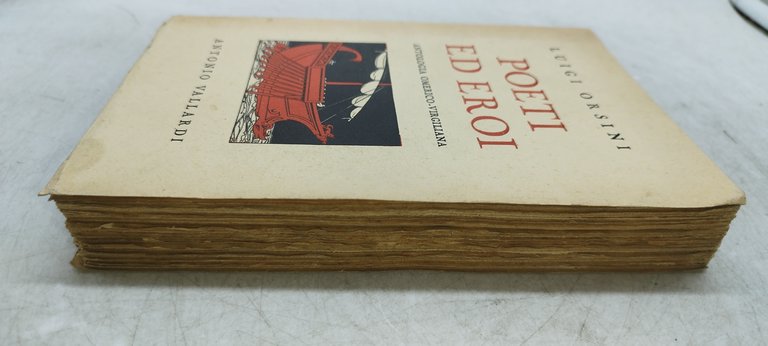 LUIGI ORSINI
POETI
ED EROI
ANTOLOGIA OMERICO-VIRGILIANA
ANTONIO VALLARDI